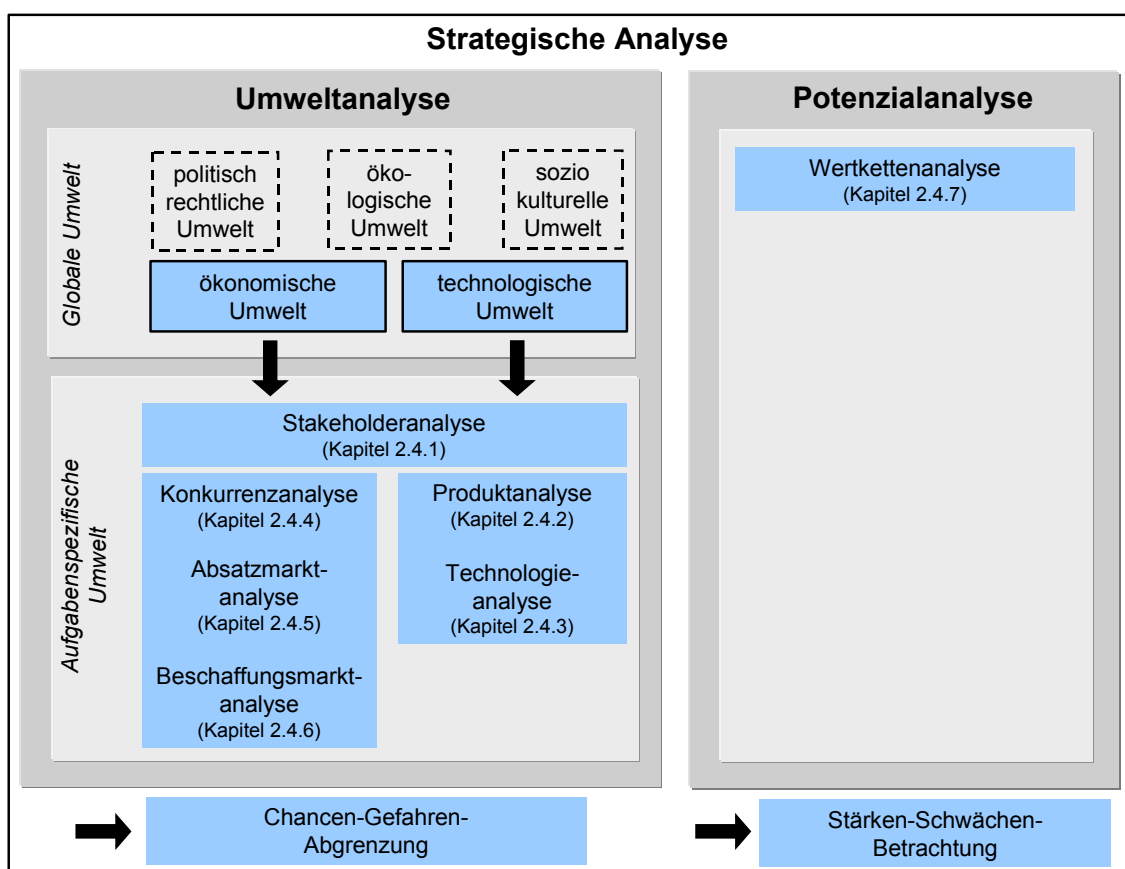 Strategische Analyse
Umweltanalyse
Globale Umwelt
politisch
rechtliche
Umwelt
öko-
logische
Umwelt
sozio
kulturelle
Umwelt
ökonomische
Umwelt
technologische
Umwelt
Aufgabenspezifische
Umwelt
Stakeholderanalyse
(Kapitel 2.4.1)
Konkurrenzanalyse
(Kapitel 2.4.4)
Absatzmarkt-
analyse
(Kapitel 2.4.5)
Beschaffungsmarkt-
analyse
(Kapitel 2.4.6)
Produktanalyse
(Kapitel 2.4.2)
Technologie-
analyse
(Kapitel 2.4.3)
Chancen-Gefahren-
Abgrenzung
Potenzialanalyse
Wertkettenanalyse
(Kapitel 2.4.7)
Stärken-Schwächen-
Betrachtung